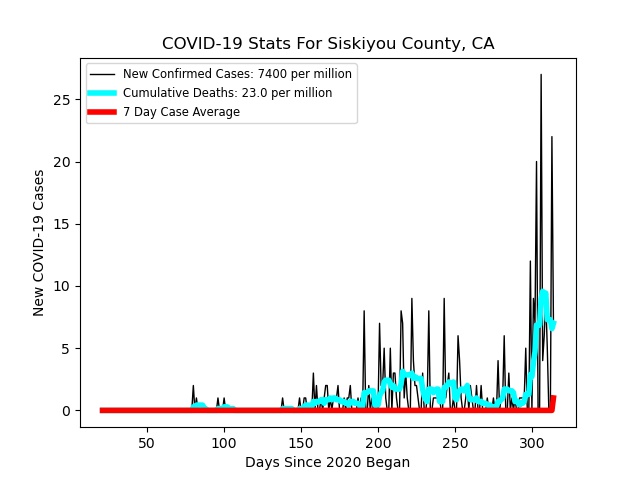 COVID-19 Stats For Siskiyou County, CA
New Confirmed Cases: 7400 per million
Cumulative Deaths: 23.0 per million
7 Day Case Average
New COVID-19 Cases
25
20
15
10
5
0
50 100 150 200 250 300
Days Since 2020 Began